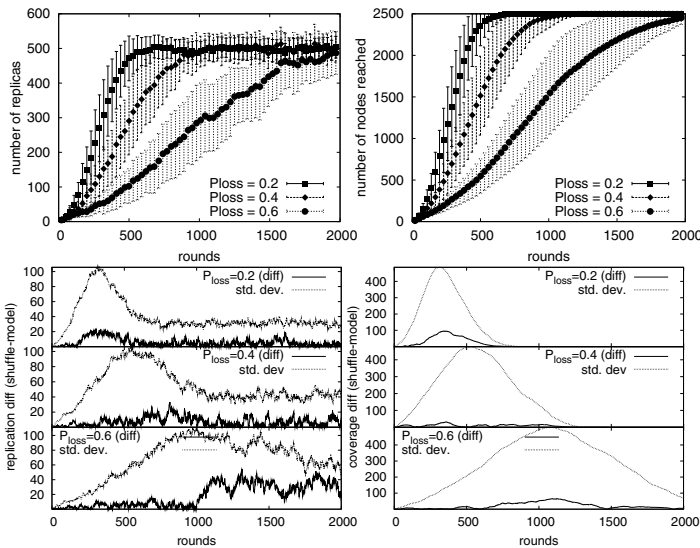 number of replicas
600
500
400
300
200
100
0
Ploss = 0.2
Ploss = 0.4
Ploss = 0.6
0 500 1000 1500 2000
rounds
number of nodes reached
2500
2000
1500
1000
500
0
Ploss = 0.2
Ploss = 0.4
Ploss = 0.6
0 500 1000 1500 2000
rounds
replication diff (shuffle-model)
100
80
60
40
20
Ploss=0.2 (diff)
std. dev.
100
80
60
40
20
Ploss=0.4 (diff)
std. dev
100
80
60
40
20
Ploss=0.6 (diff)
std. dev.
0 500 1000 1500 2000
rounds
coverage diff (shuffle-model)
400
300
200
100
Ploss=0.2 (diff)
std. dev.
400
300
200
100
Ploss=0.4 (diff)
std. dev
400
300
200
100
Ploss=0.6 (diff)
std. dev.
0 500 1000 1500 2000
rounds